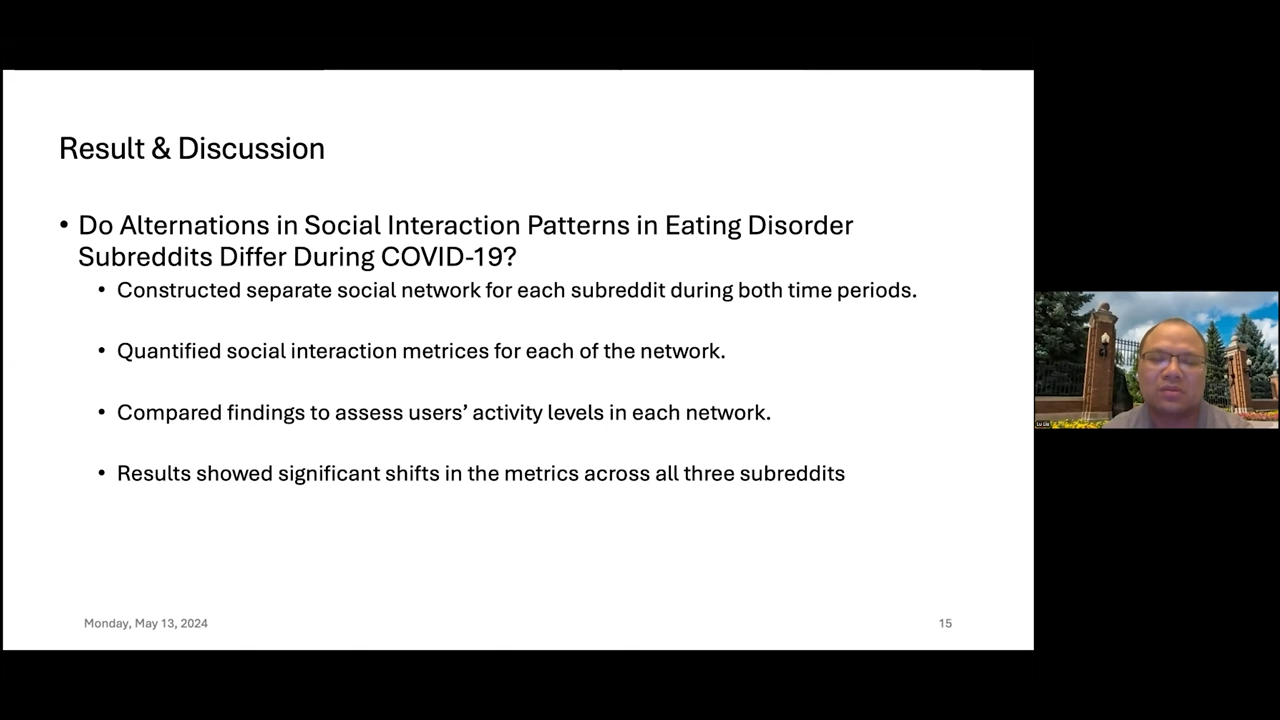 Result & Discussion
• Do Alternations in Social Interaction Patterns in Eating Disorder
Subreddits Differ During COVID-19?
• Constructed separate social network for each subreddit during both time periods.
• Quantified social interaction metrices for each of the network.
• Compared findings to assess users’ activity levels in each network.
• Results showed significant shifts in the metrics across all three subreddits
Monday, May 13, 2024
15